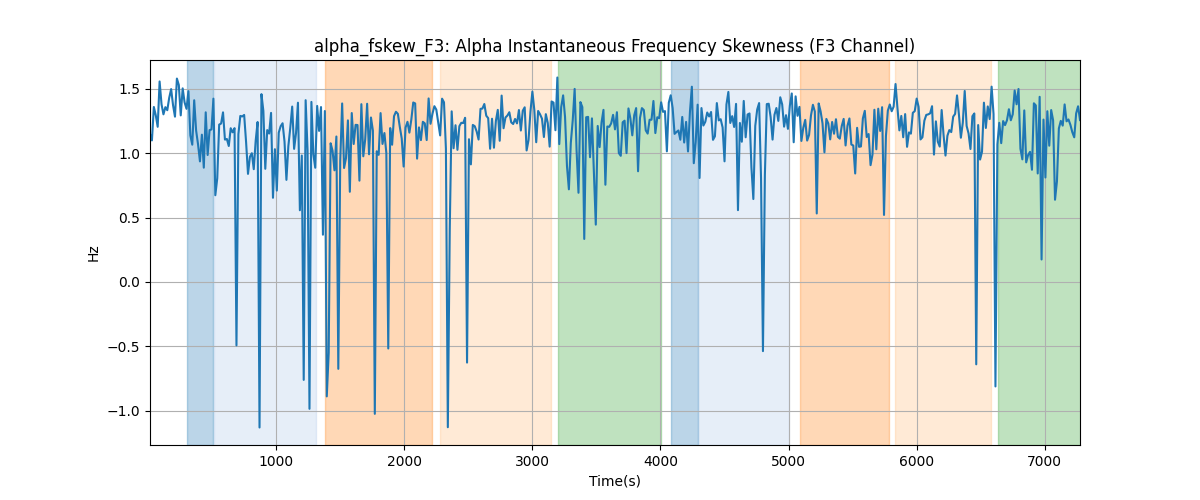 alpha_fskew_F3: Alpha Instantaneous Frequency Skewness (F3 Channel)
1.5
1.0
0.5
0.0
−0.5
−1.0
Hz
1000 2000 3000 4000 5000 6000 7000
Time(s)